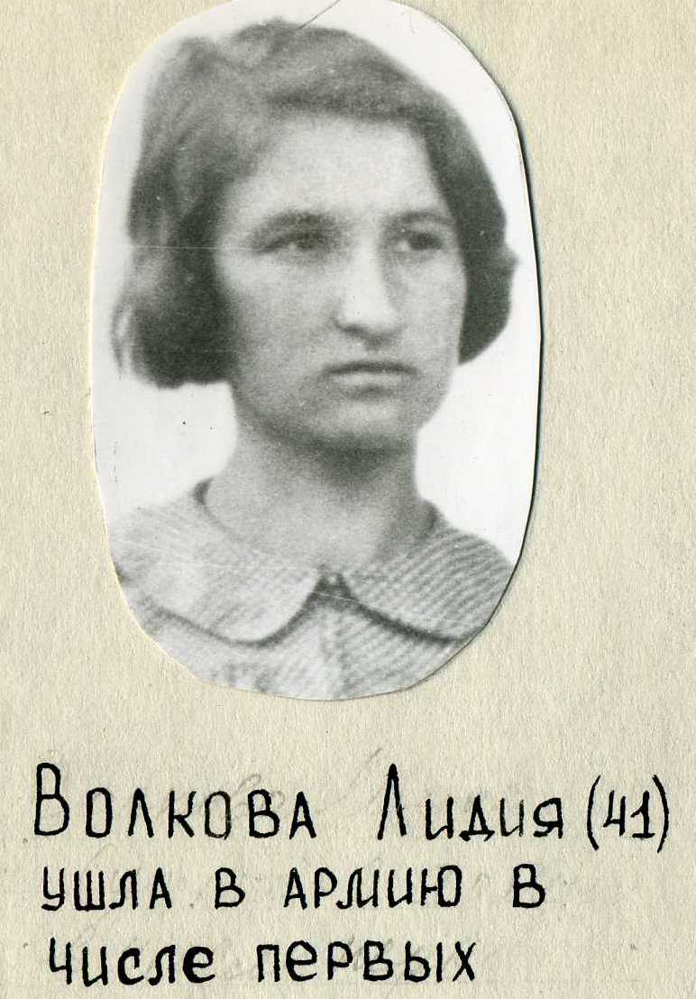 Волкова Лидия (41)
ушла в армию в
числе первых